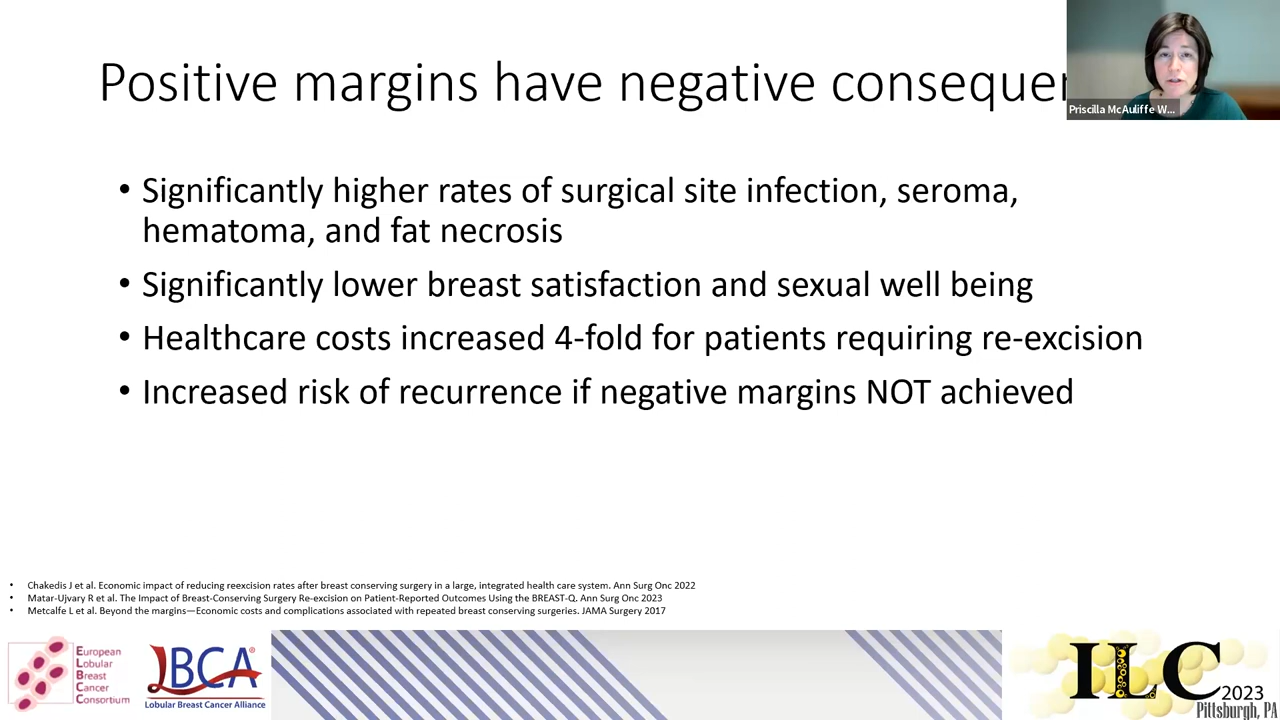 Positive margins have negative conseque
Priscilla McAuliffe W...
• Significantly higher rates of surgical site infection, seroma,
hematoma, and fat necrosis
• Significantly lower breast satisfaction and sexual well being
• Healthcare costs increased 4-fold for patients requiring re-excision
• Increased risk of recurrence if negative margins NOT achieved
• Chakedis J et al. Economic impact of reducing reexcision rates after breast conserving surgery in a large, integrated health care system. Ann Surg Onc 2022
• Matar-Ujvary R et al. The Impact of Breast-Conserving Surgery Re-excision on Patient-Reported Outcomes Using the BREAST-Q. Ann Surg Onc 2023
• Metcalfe L et al. Beyond the margins—Economic costs and complications associated with repeated breast conserving surgeries. JAMA Surgery 2017
European
Lobular
Breast
Cancer
Consortium
LBCA®
Lobular Breast Cancer Alliance
ILC
2023
Pittsburgh, PA